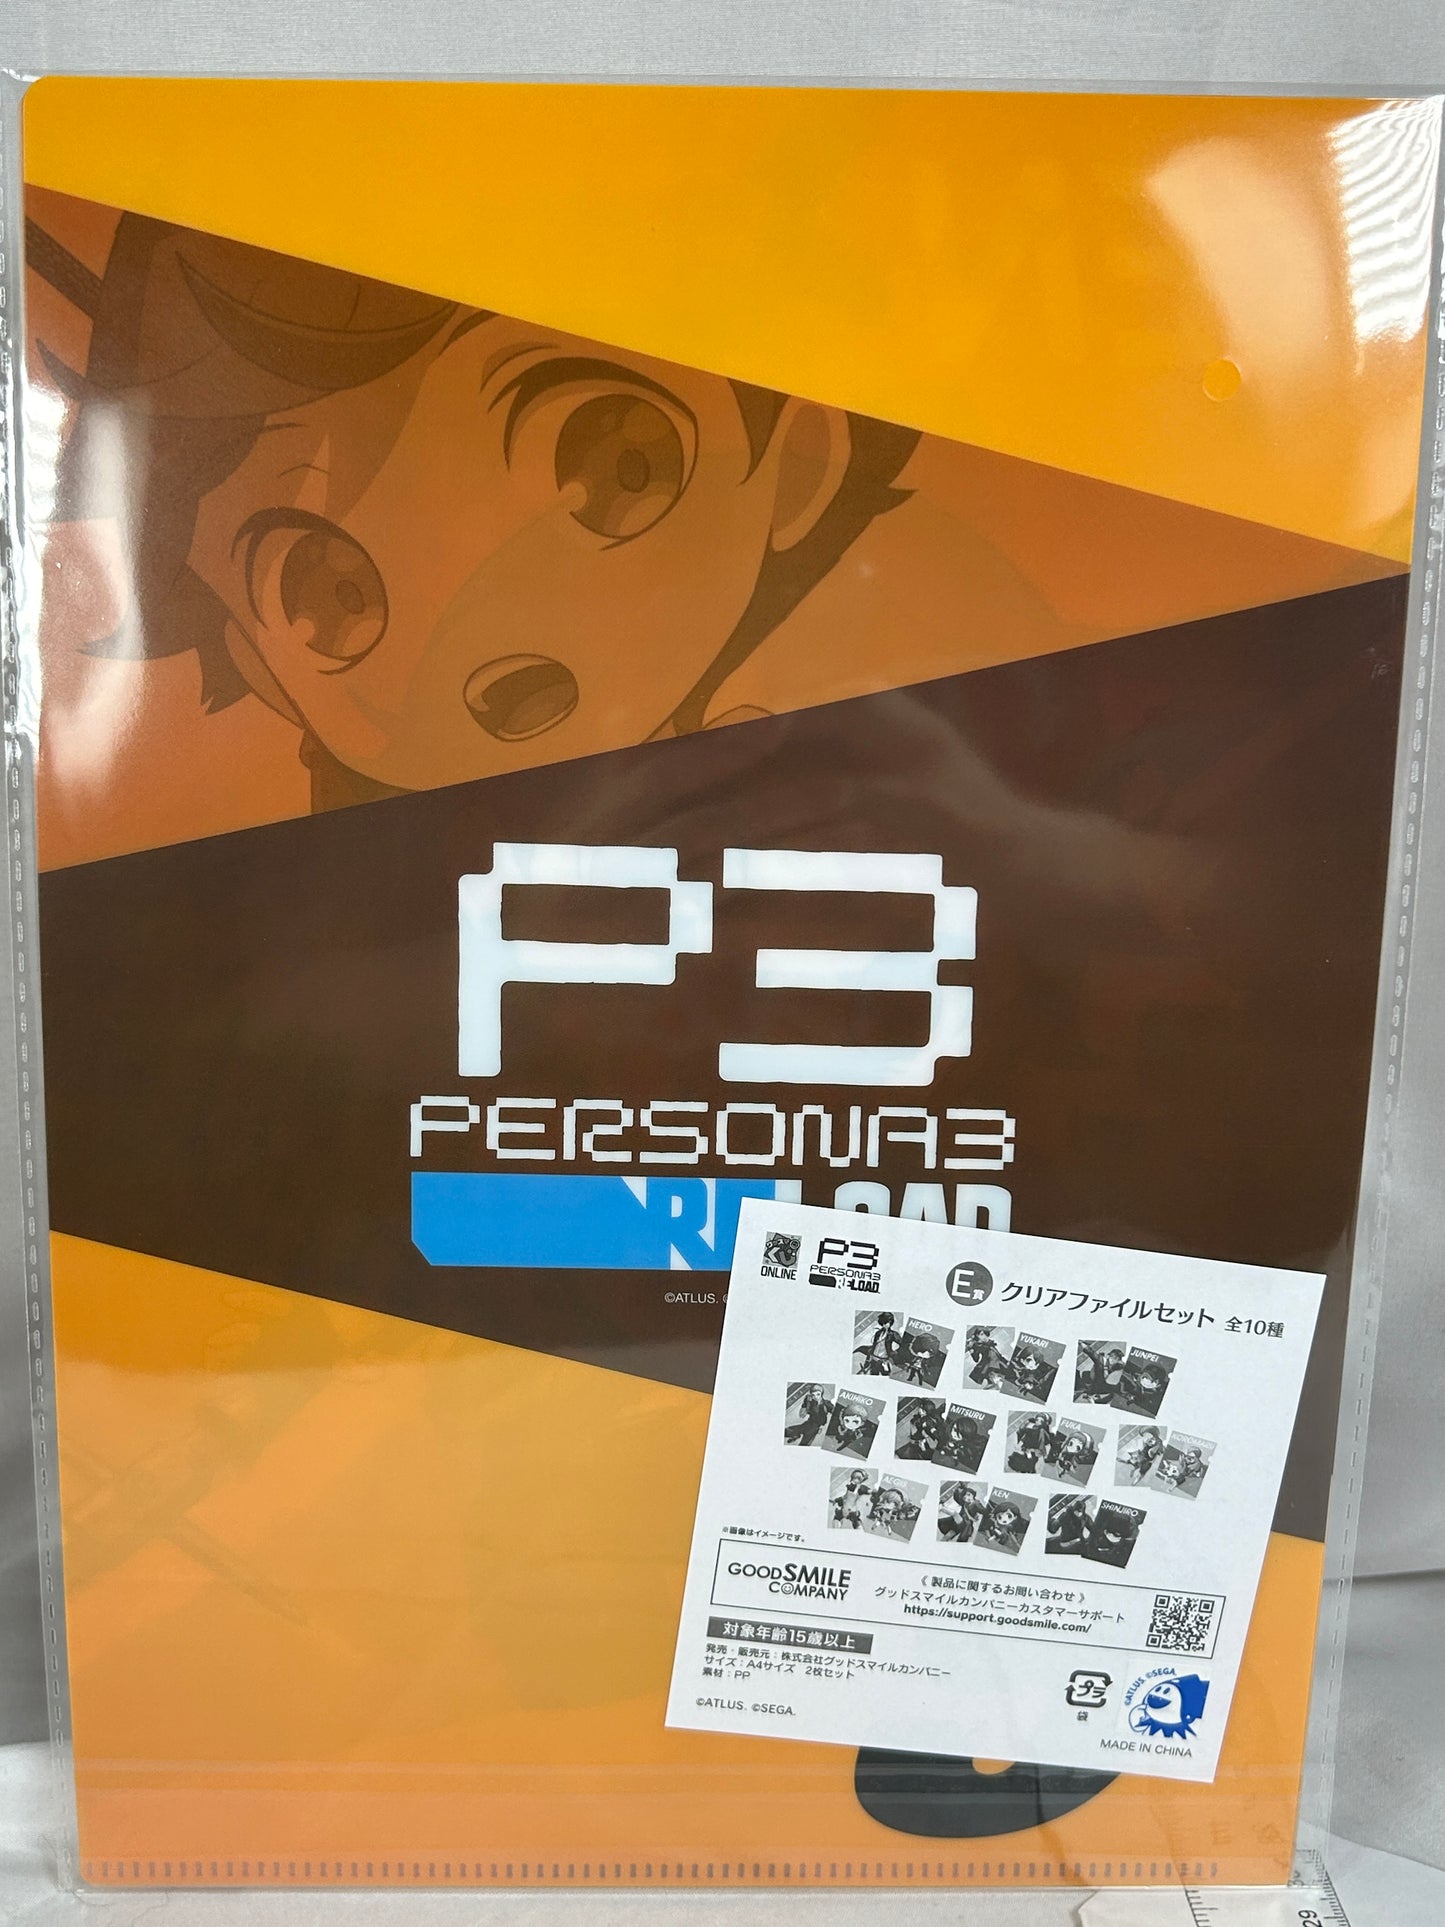 P3
PERSONA3
RELOAD
©ATLUS.
ONLINE
P3
PERSONA3
RELOAD
E賞 クリアファイルセット 全10種
HERO
YUKARI
JUNPEI
AKIHIKO
MITSURU
FUKA
KOROMARU
AEGIS
KEN
SHINJIRO
※画像はイメージです。
GOOD SMILE
COMPANY
《 製品に関するお問い合わせ 》
グッドスマイルカンパニーカスタマーサポート
https://support.goodsmile.com/
対象年齢15歳以上
発売・販売元：株式会社グッドスマイルカンパニー
サイズ：A4サイズ 2枚セット
素材：PP
©ATLUS. ©SEGA.
プラ
袋
©ATLUS. ©SEGA.
MADE IN CHINA
29